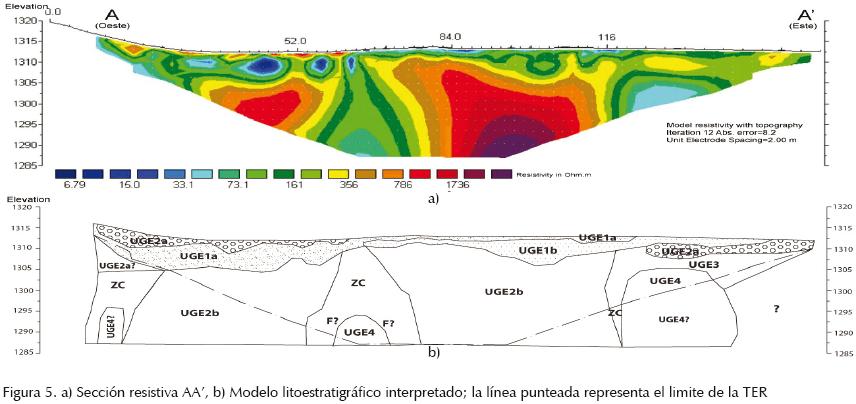 Elevation
0.0
A
(Oeste)
A'
(Este)
52.0
84.0
116
1320
1315
1310
1305
1300
1295
1290
1285
Model resistivity with topography
Iteration 12 Abs. error=8.2
Unit Electrode Spacing=2.00 m
Resistivity in Ohm.m
6.79 15.0 33.1 73.1 161 356 786 1736
a)
Elevation
1320 1320
1315 1315
1310 1310
1305 1305
1300 1300
1295 1295
1290 1290
1285 1285
UGE2a
UGE1a
UGE1a
UGE1b
UGE2a
UGE2a?
UGE3
ZC
ZC
UGE4
UGE2b
UGE2b
ZC
UGE4?
?
UGE4?
F?
F?
UGE4
b)
Figura 5. a) Sección resistiva AA', b) Modelo litoestratigráfico interpretado; la línea punteada representa el limite de la TER